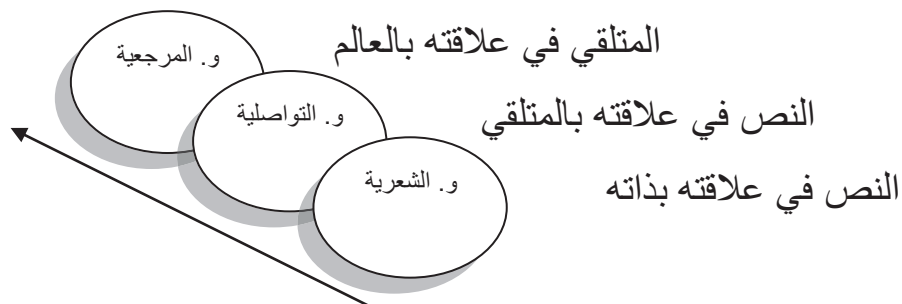 المتلقي في علاقته بالعالم
و. المرجعية
النص في علاقته بالمتلقي
و. التواصلية
النص في علاقته بذاته
و. الشعرية